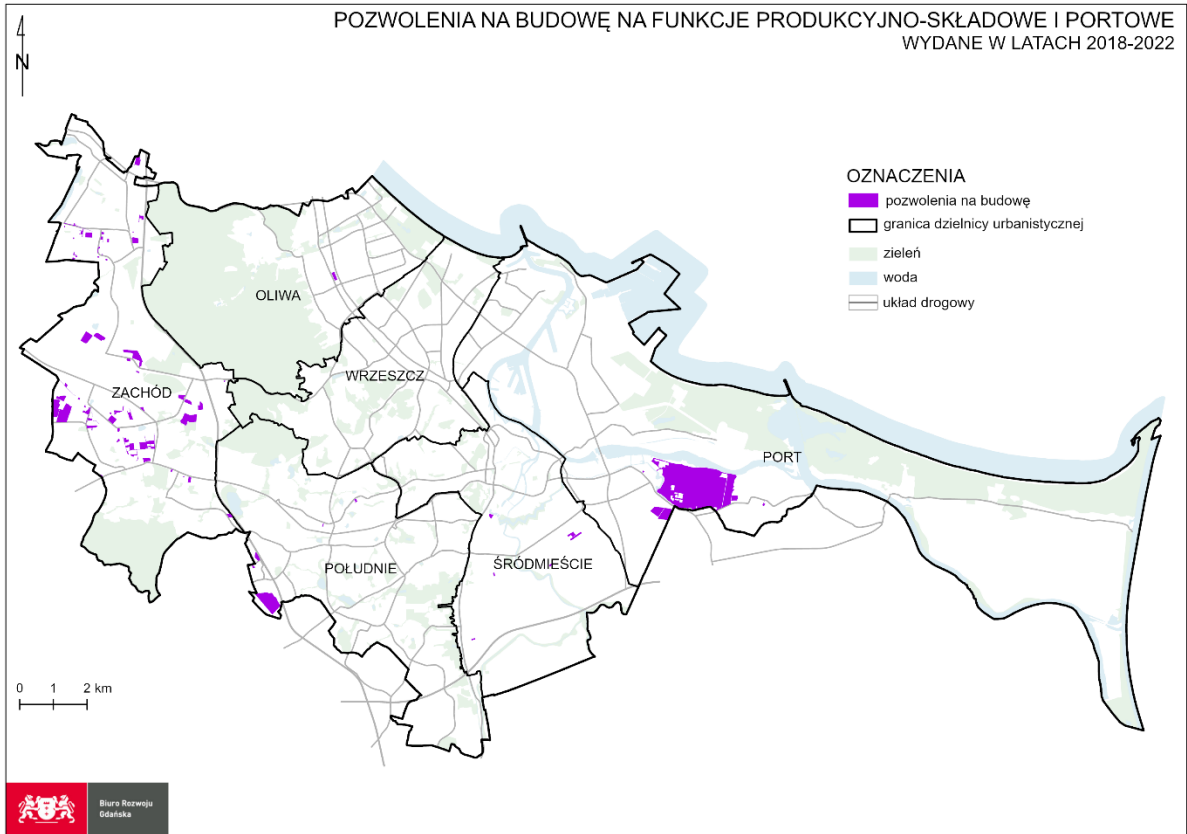 POZWOLENIA NA BUDOWĘ NA FUNKCJE PRODUKCYJNO-SKŁADOWE I PORTOWE
WYDANE W LATACH 2018-2022
N
OZNACZENIA
pozwolenia na budowę
granica dzielnicy urbanistycznej
zieleń
woda
układ drogowy
OLIWA
WRZESZCZ
ZACHÓD
PORT
POŁUDNIE
ŚRÓDMIEŚCIE
0 1 2 km
Biuro Rozwoju
Gdańska